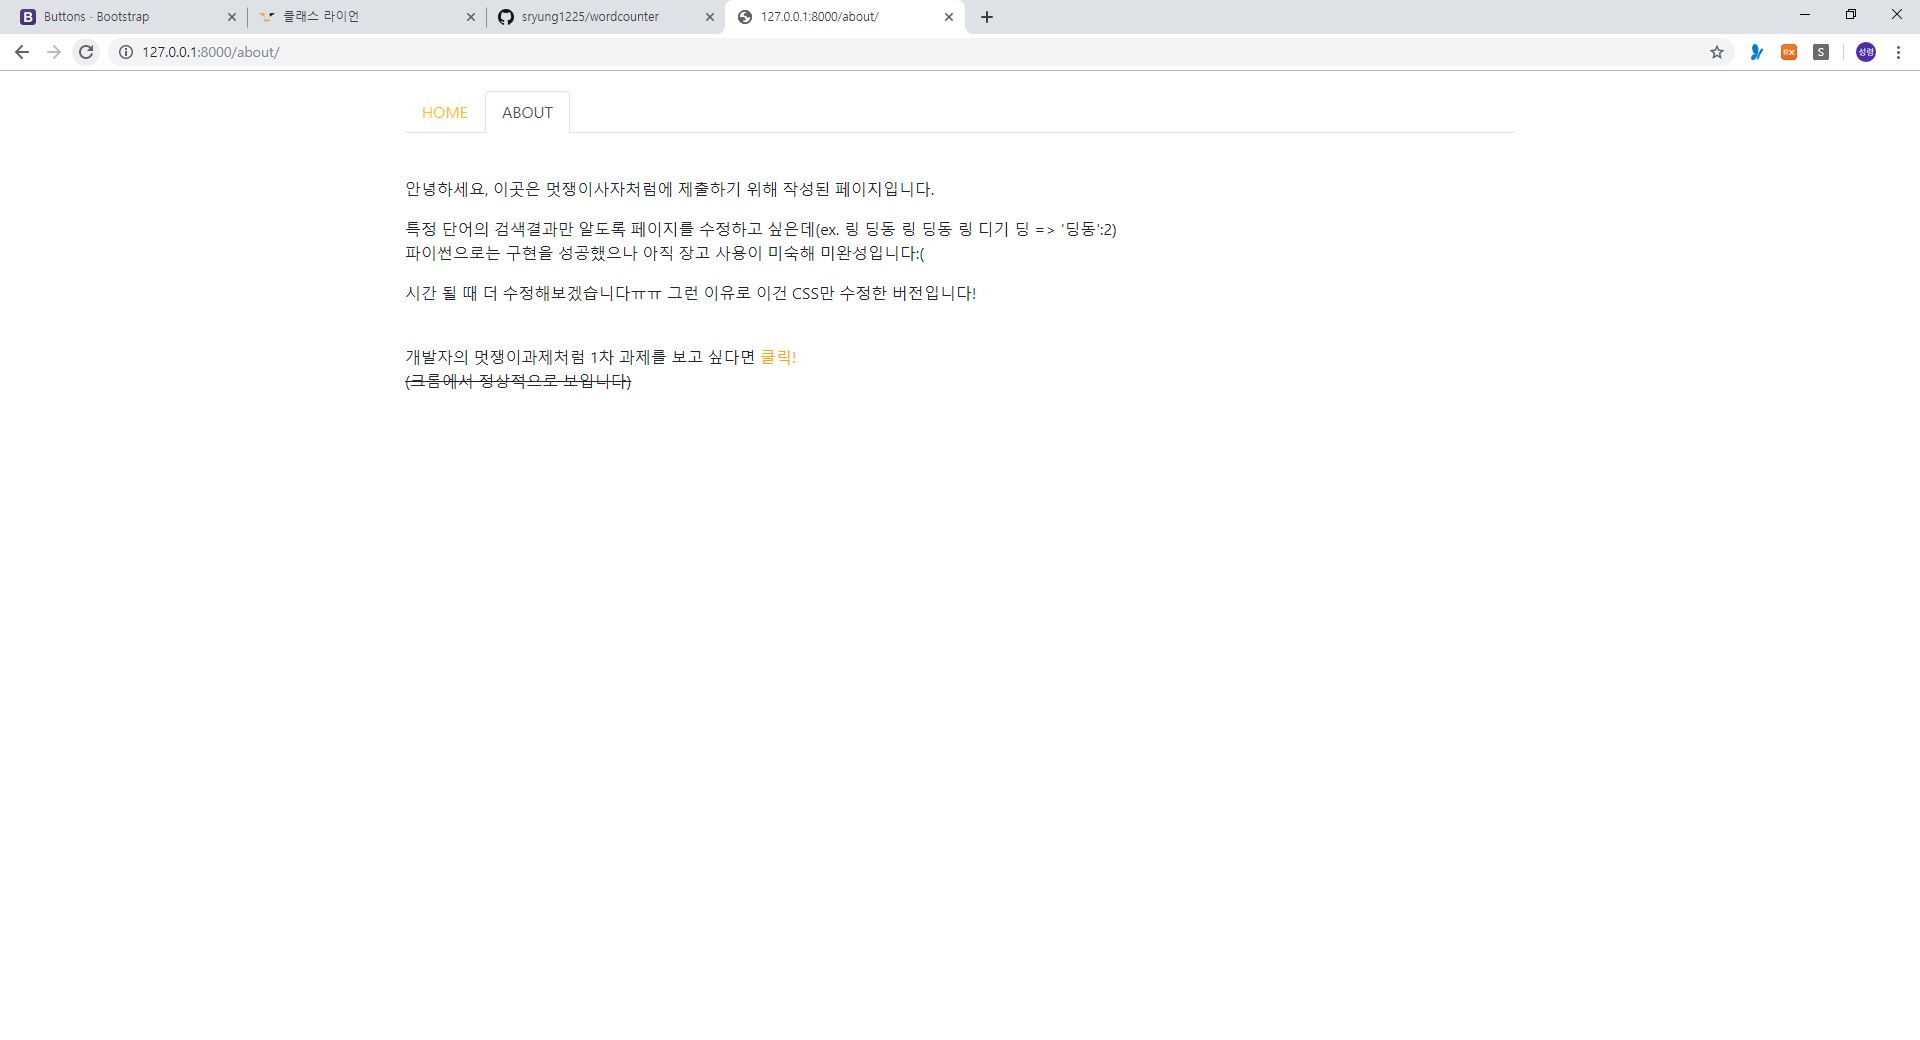 Buttons · Bootstrap
클래스 라이언
sryung1225/wordcounter
127.0.0.1:8000/about/
127.0.0.1:8000/about/
S
성령
HOME
ABOUT
안녕하세요, 이곳은 멋쟁이사자처럼에 제출하기 위해 작성된 페이지입니다.
특정 단어의 검색결과만 알도록 페이지를 수정하고 싶은데(ex. 링 딩동 링 딩동 링 디기 딩 => '딩동':2)
파이썬으로는 구현을 성공했으나 아직 장고 사용이 미숙해 미완성입니다:(
시간 될 때 더 수정해보겠습니다ㅠㅠ 그런 이유로 이건 CSS만 수정한 버전입니다!
개발자의 멋쟁이과제처럼 1차 과제를 보고 싶다면 클릭!
(크롬에서 정상적으로 보입니다)